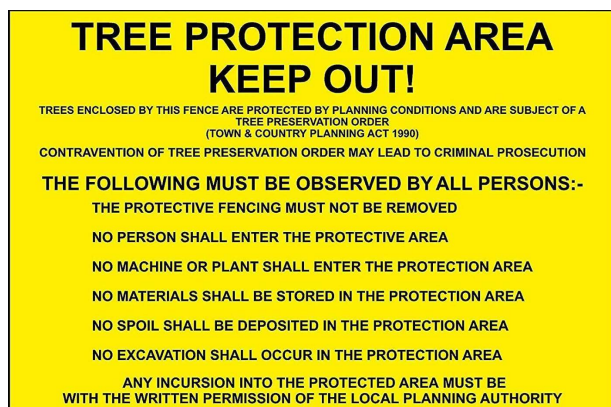 TREE PROTECTION AREA
KEEP OUT!
TREES ENCLOSED BY THIS FENCE ARE PROTECTED BY PLANNING CONDITIONS AND ARE SUBJECT OF A
TREE PRESERVATION ORDER
(TOWN & COUNTRY PLANNING ACT 1990)
CONTRAVENTION OF TREE PRESERVATION ORDER MAY LEAD TO CRIMINAL PROSECUTION
THE FOLLOWING MUST BE OBSERVED BY ALL PERSONS:-
THE PROTECTIVE FENCING MUST NOT BE REMOVED
NO PERSON SHALL ENTER THE PROTECTIVE AREA
NO MACHINE OR PLANT SHALL ENTER THE PROTECTION AREA
NO MATERIALS SHALL BE STORED IN THE PROTECTION AREA
NO SPOIL SHALL BE DEPOSITED IN THE PROTECTION AREA
NO EXCAVATION SHALL OCCUR IN THE PROTECTION AREA
ANY INCURSION INTO THE PROTECTED AREA MUST BE
WITH THE WRITTEN PERMISSION OF THE LOCAL PLANNING AUTHORITY